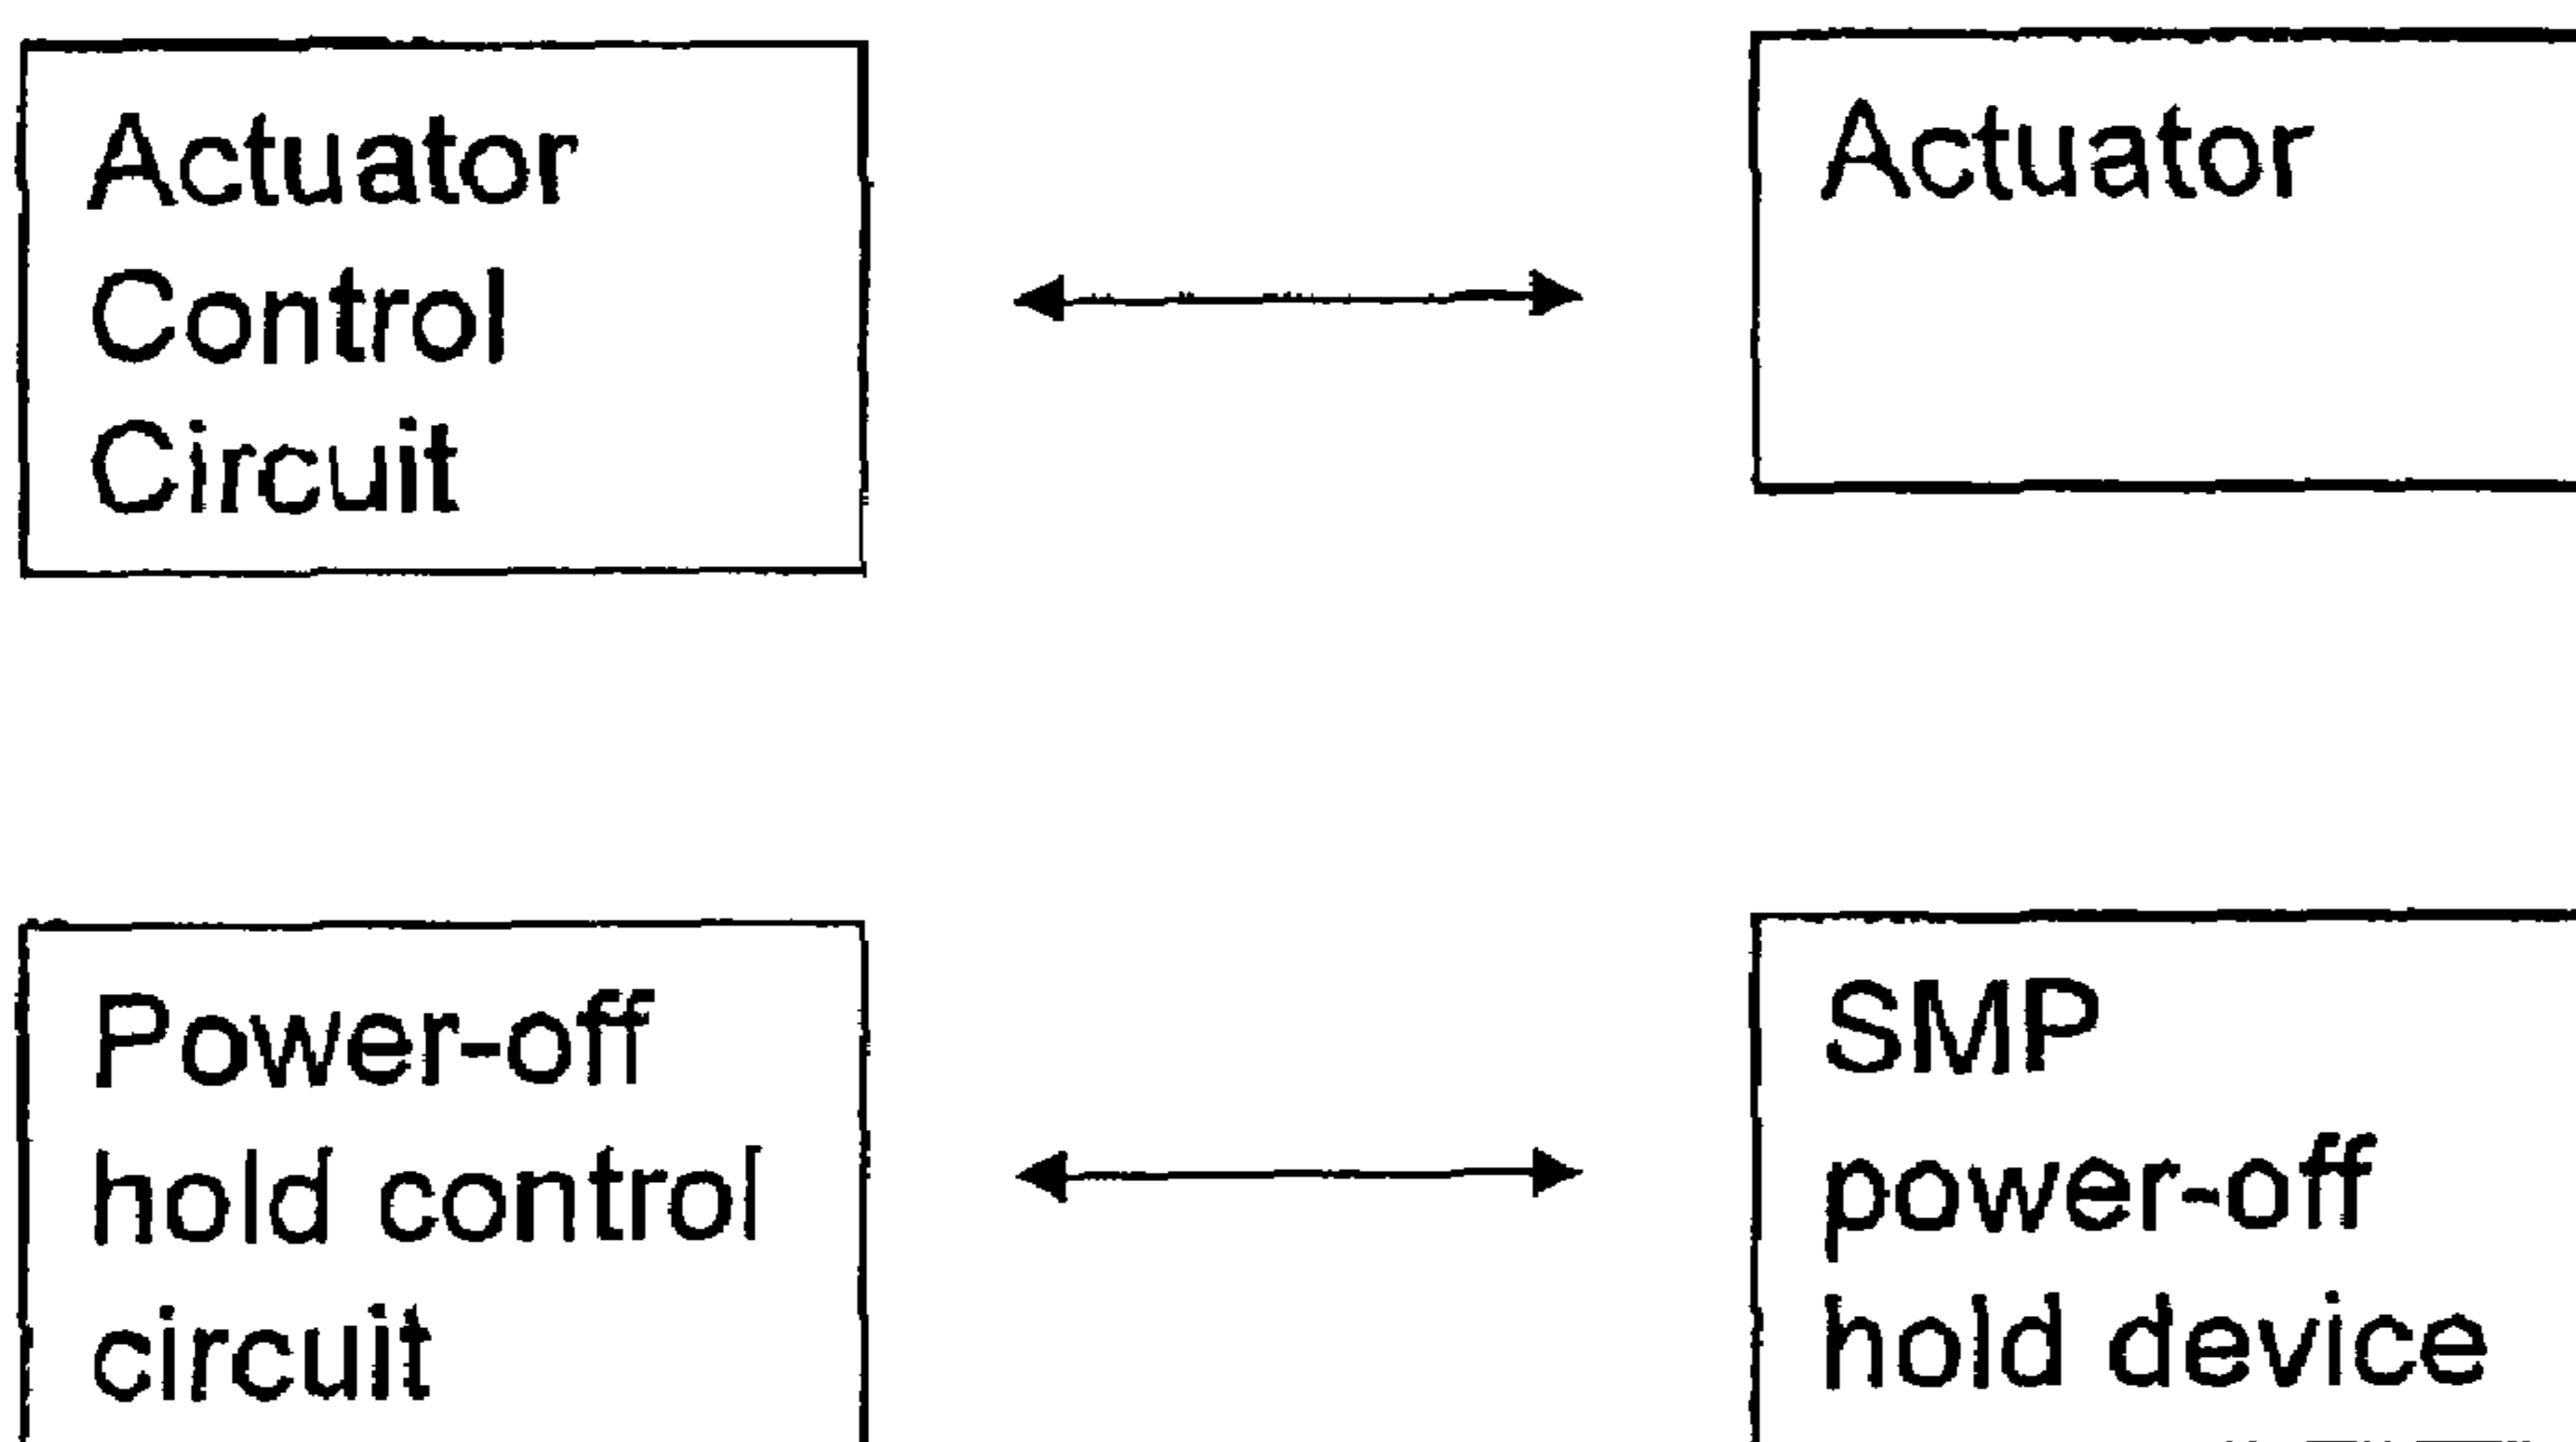 Actuator
Control
Circuit
Actuator
Power-off
hold control
circuit
SMP
power-off
hold device